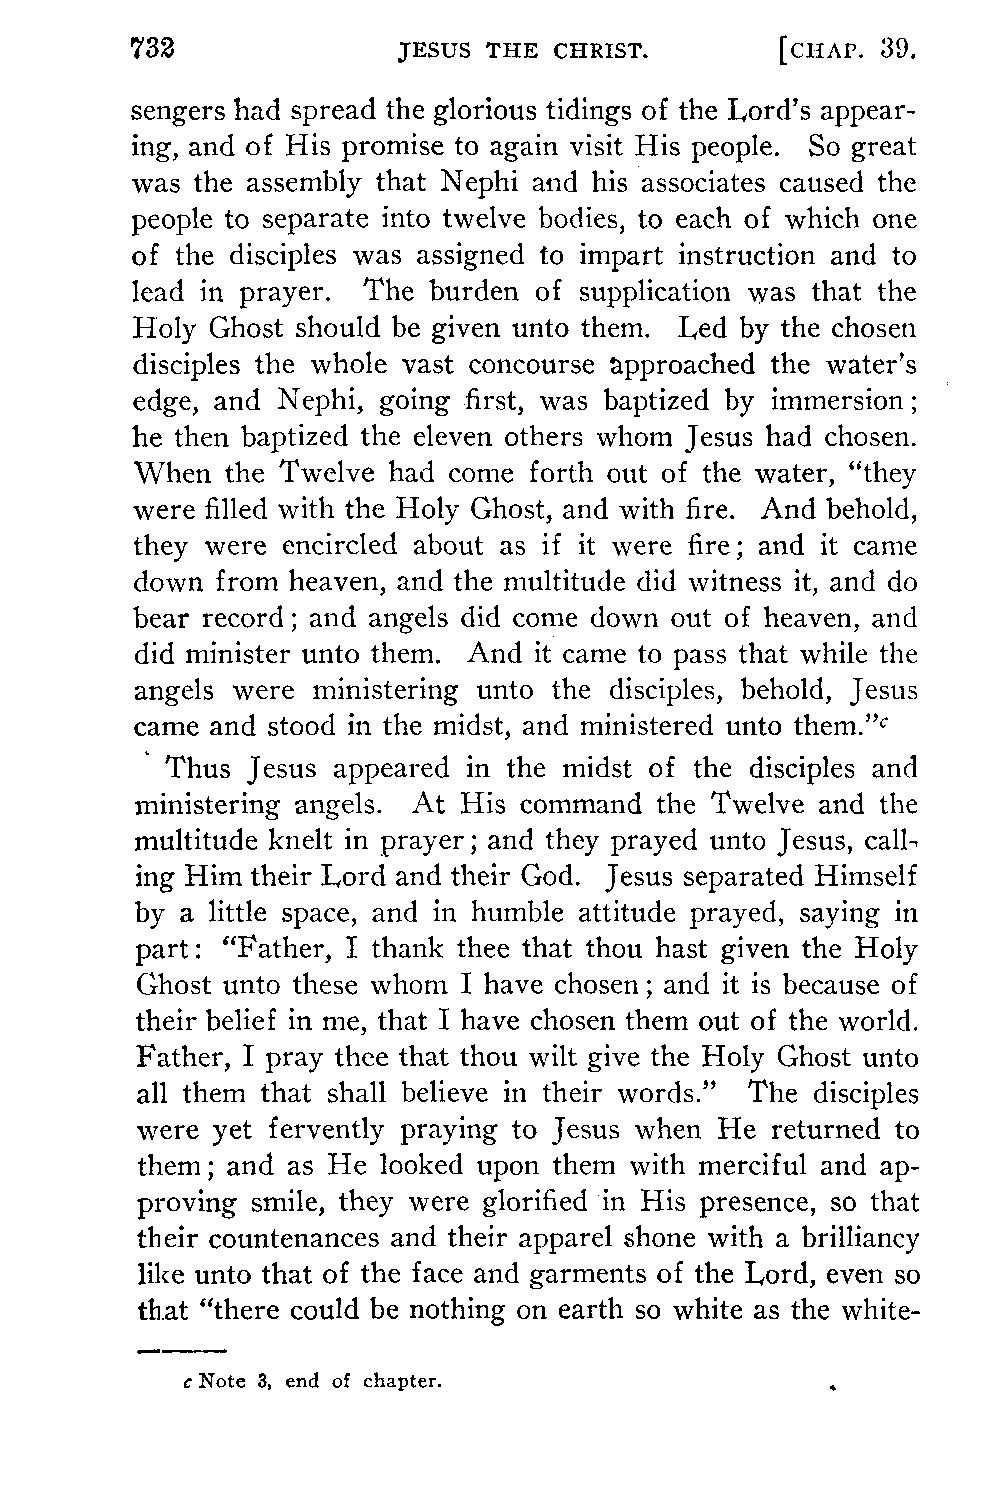 732 JESUS THE CHRIST. [CHAP. 39.
sengers had spread the glorious tidings of the Lord's appear-
ing, and of His promise to again visit His people. So great
was the assembly that Nephi and his associates caused the
people to separate into twelve bodies, to each of which one
of the disciples was assigned to impart instruction and to
lead in prayer. The burden of supplication was that the
Holy Ghost should be given unto them. Led by the chosen
disciples the whole vast concourse approached the water's
edge, and Nephi, going first, was baptized by immersion;
he then baptized the eleven others whom Jesus had chosen.
When the Twelve had come forth out of the water, "they
were filled with the Holy Ghost, and with fire. And behold,
they were encircled about as if it were fire; and it came
down from heaven, and the multitude did witness it, and do
bear record; and angels did come down out of heaven, and
did minister unto them. And it came to pass that while the
angels were ministering unto the disciples, behold, Jesus
came and stood in the midst, and ministered unto them."c
Thus Jesus appeared in the midst of the disciples and
ministering angels. At His command the Twelve and the
multitude knelt in prayer; and they prayed unto Jesus, call-
ing Him their Lord and their God. Jesus separated Himself
by a little space, and in humble attitude prayed, saying in
part: "Father, I thank thee that thou hast given the Holy
Ghost unto these whom I have chosen; and it is because of
their belief in me, that I have chosen them out of the world.
Father, I pray thee that thou wilt give the Holy Ghost unto
all them that shall believe in their words." The disciples
were yet fervently praying to Jesus when He returned to
them; and as He looked upon them with merciful and ap-
proving smile, they were glorified in His presence, so that
their countenances and their apparel shone with a brilliancy
like unto that of the face and garments of the Lord, even so
that "there could be nothing on earth so white as the white-
c Note 3, end of chapter.